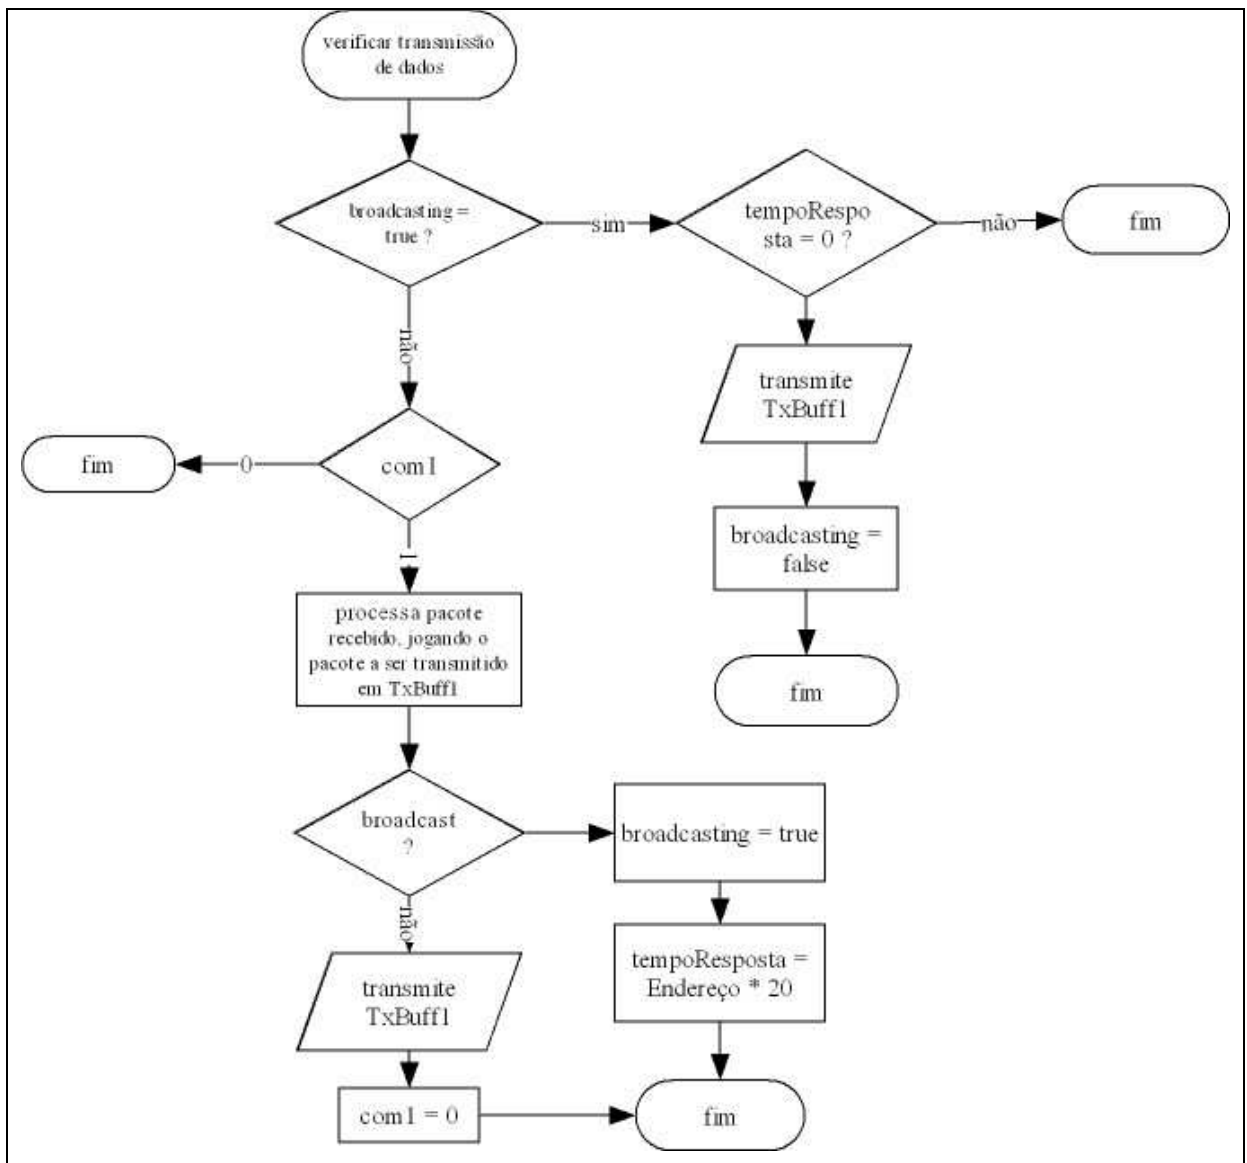 verificar transmissão
de dados
broadcasting =
true ?
sim
tempoRespo
sta = 0 ?
não
fim
não
transmite
TxBuff1
fim
0
com1
broadcasting =
false
1
processa pacote
recebido, jogando o
pacote a ser transmitido
em TxBuff1
fim
broadcast
?
broadcasting = true
não
tempoResposta =
Endereço * 20
transmite
TxBuff1
com1 = 0
fim